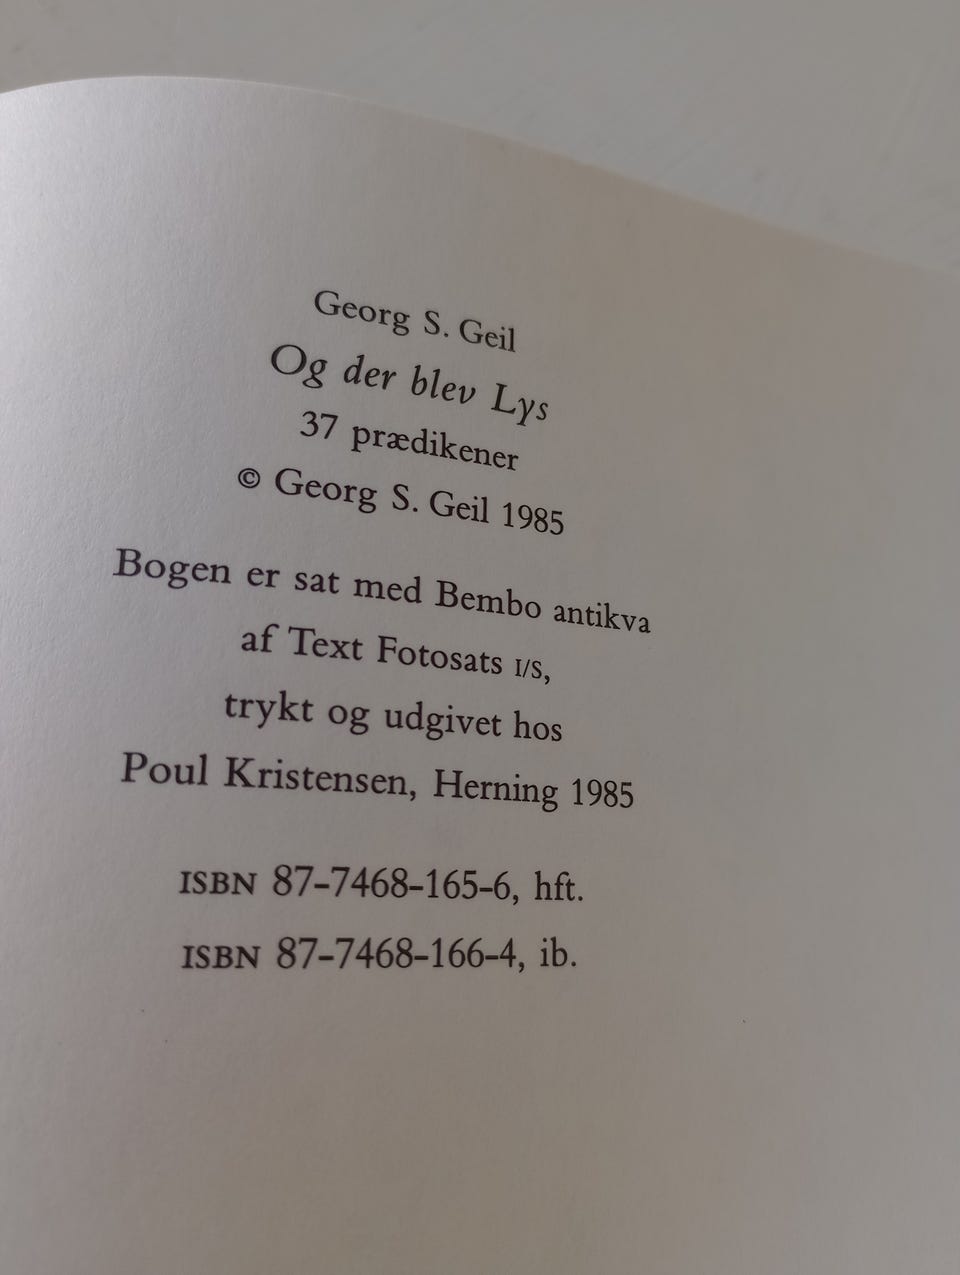 Georg S. Geil
Og der blev Lys
37 prædikener
© Georg S. Geil 1985
Bogen er sat med Bembo antikva
af Text Fotosats I/S,
trykt og udgivet hos
Poul Kristensen, Herning 1985
ISBN 87-7468-165-6, hft.
ISBN 87-7468-166-4, ib.